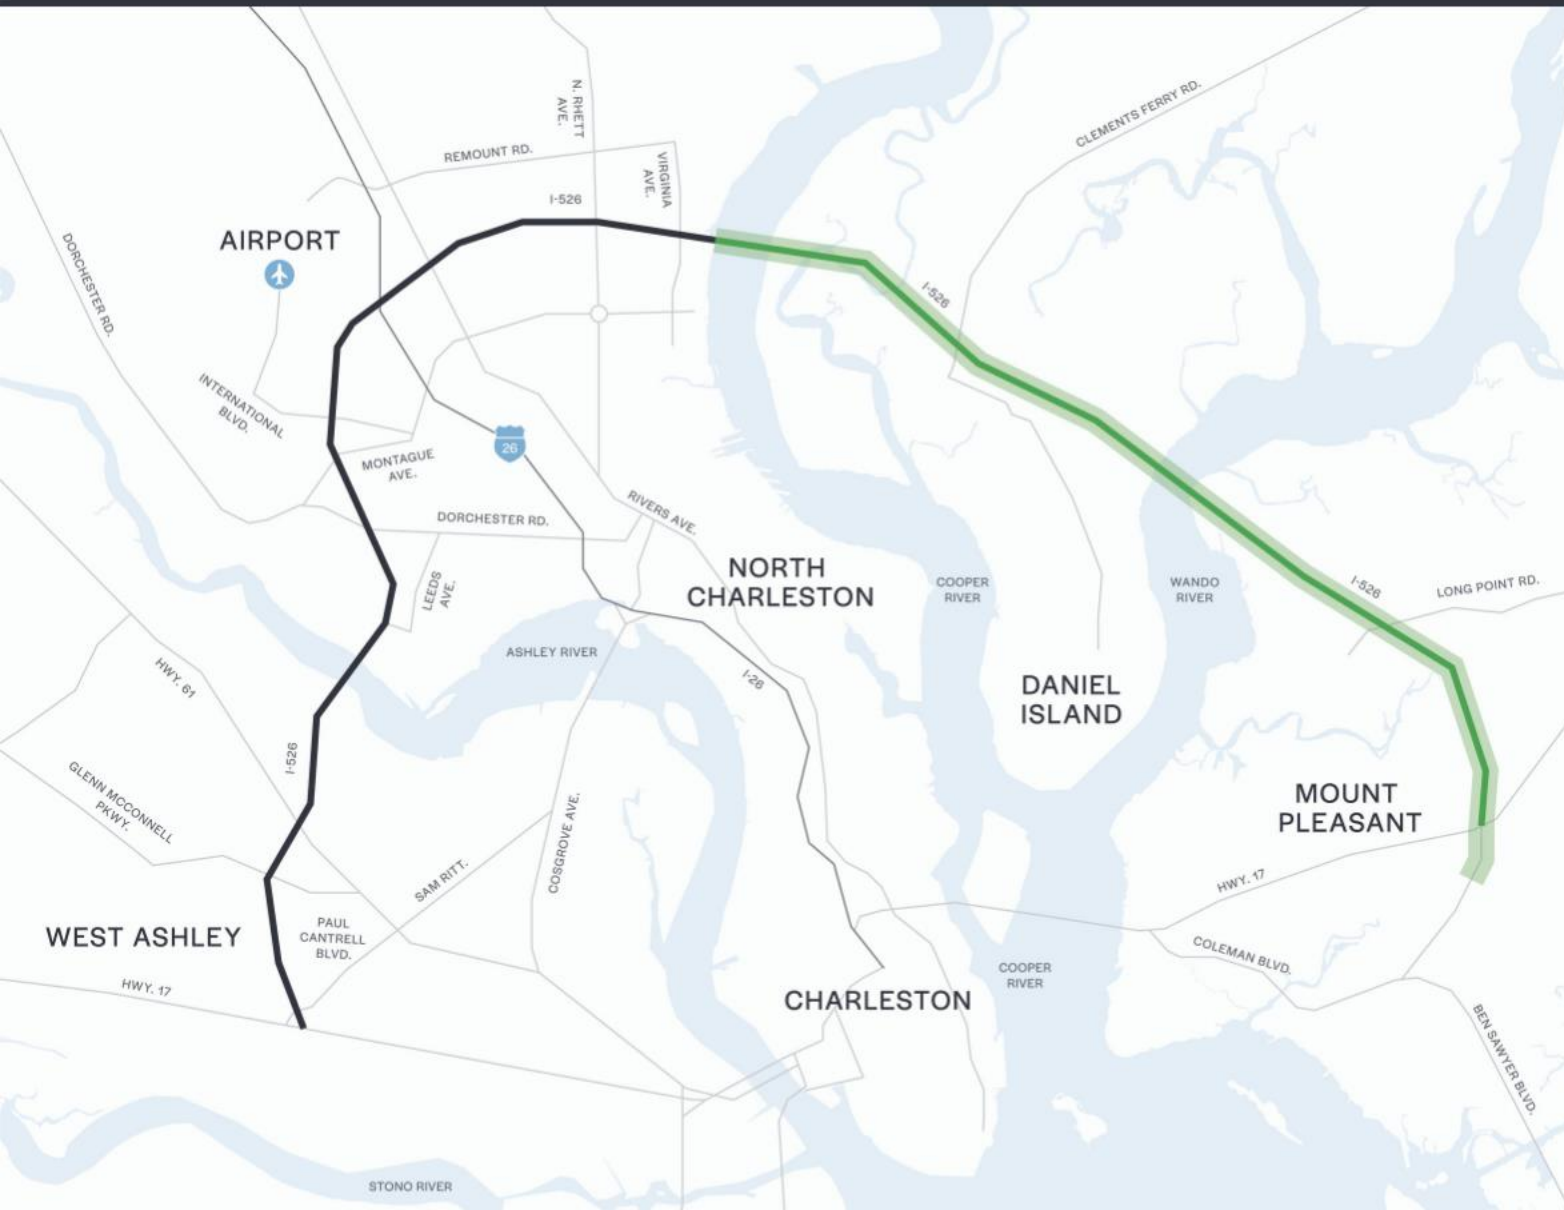 N. RHETT
AVE.
CLEMENTS FERRY RD.
REMOUNT RD.
VIRGINIA
AVE.
I-526
AIRPORT
DORCHESTER RD.
I-526
INTERNATIONAL
BLVD.
26
MONTAGUE
AVE.
RIVERS AVE.
DORCHESTER RD.
NORTH
CHARLESTON
LEEDS
AVE.
COOPER
RIVER
WANDO
RIVER
I-526
LONG POINT RD.
ASHLEY RIVER
HWY. 61
I-26
DANIEL
ISLAND
I-526
GLENN MCCONNELL
PKWY.
MOUNT
PLEASANT
COSGROVE AVE.
SAM RITT.
HWY. 17
WEST ASHLEY
PAUL
CANTRELL
BLVD.
COLEMAN BLVD.
HWY. 17
COOPER
RIVER
CHARLESTON
BEN SAWYER BLVD.
STONO RIVER